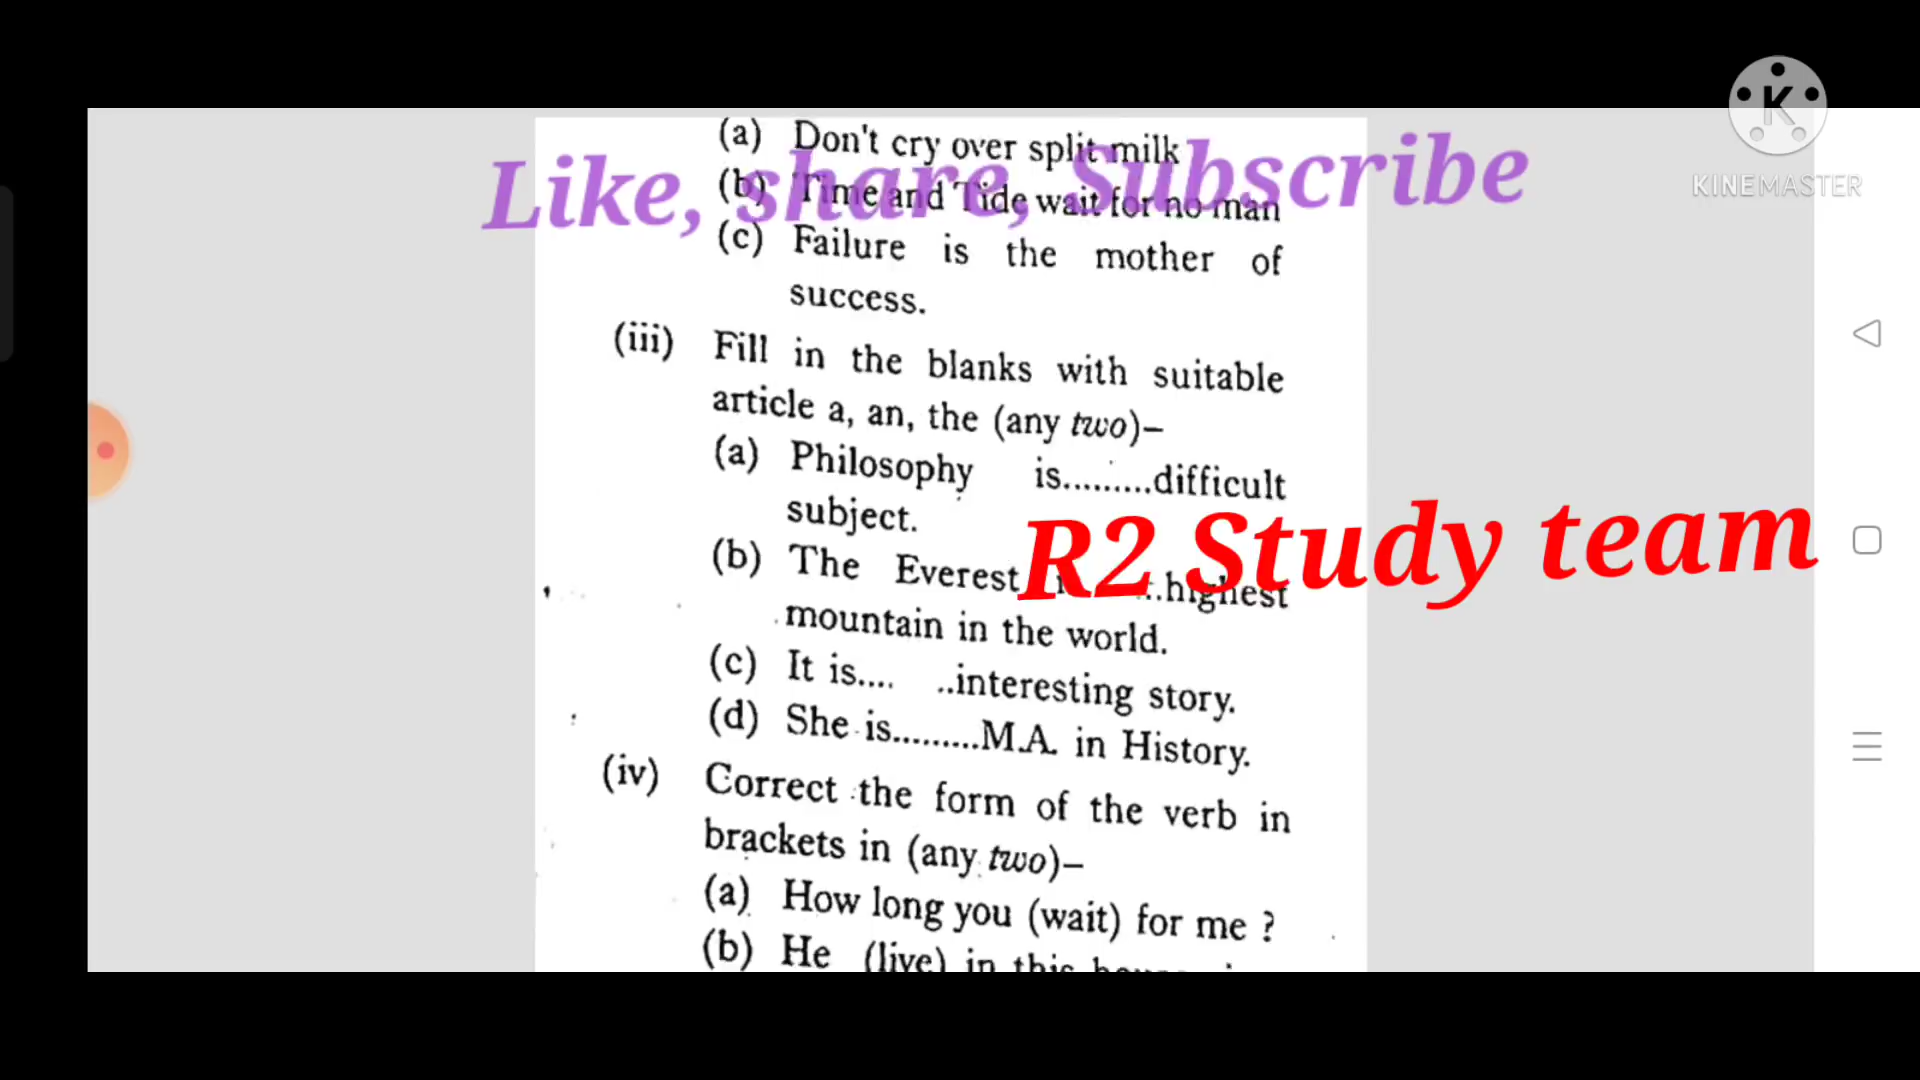 (a) Don't cry over split milk
Like, share, Subscribe
(b) Time and Tide wait for no man
(c) Failure is the mother of
success.
(iii) Fill in the blanks with suitable
article a, an, the (any two)–
(a) Philosophy is.........difficult
subject.
R2 Study team
(b) The Everest ..highest
mountain in the world.
(c) It is.... ..interesting story.
(d) She is.........M.A. in History.
(iv) Correct the form of the verb in
brackets in (any two)–
(a) How long you (wait) for me ?
(b) He (live) in this
K
KINEMASTER